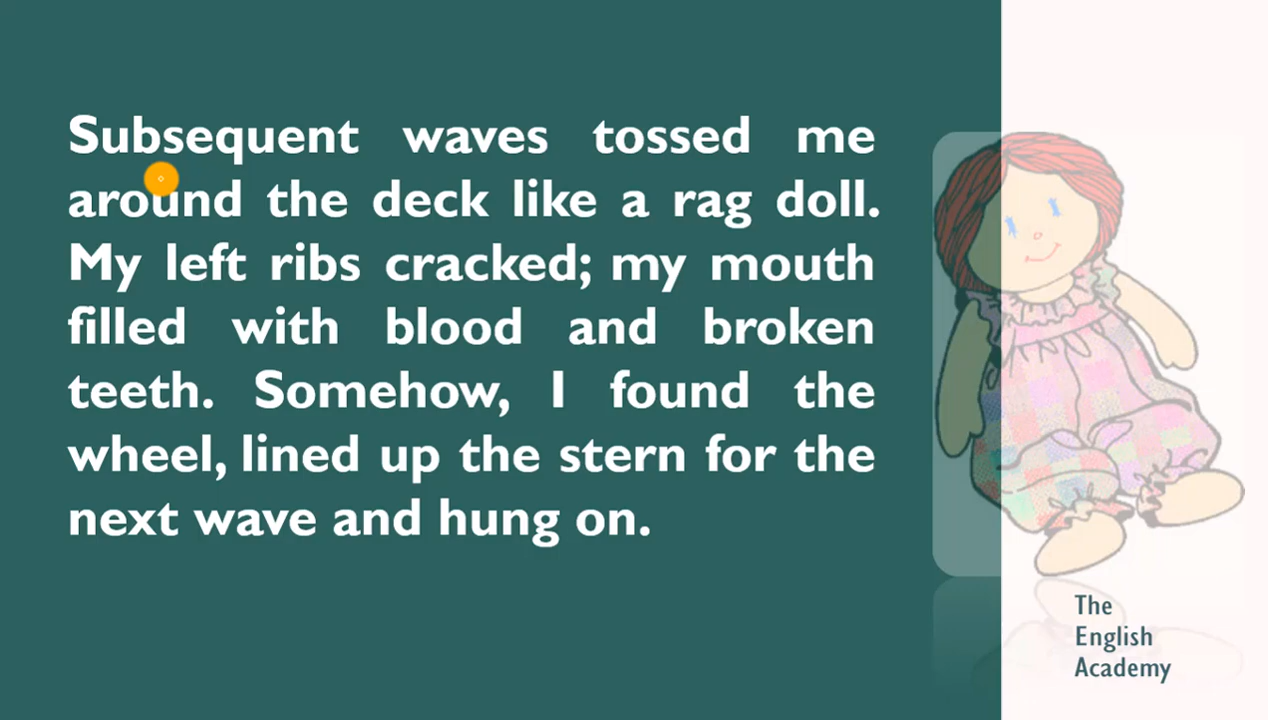 Subsequent waves tossed me
around the deck like a rag doll.
My left ribs cracked; my mouth
filled with blood and broken
teeth. Somehow, I found the
wheel, lined up the stern for the
next wave and hung on.
The
English
Academy